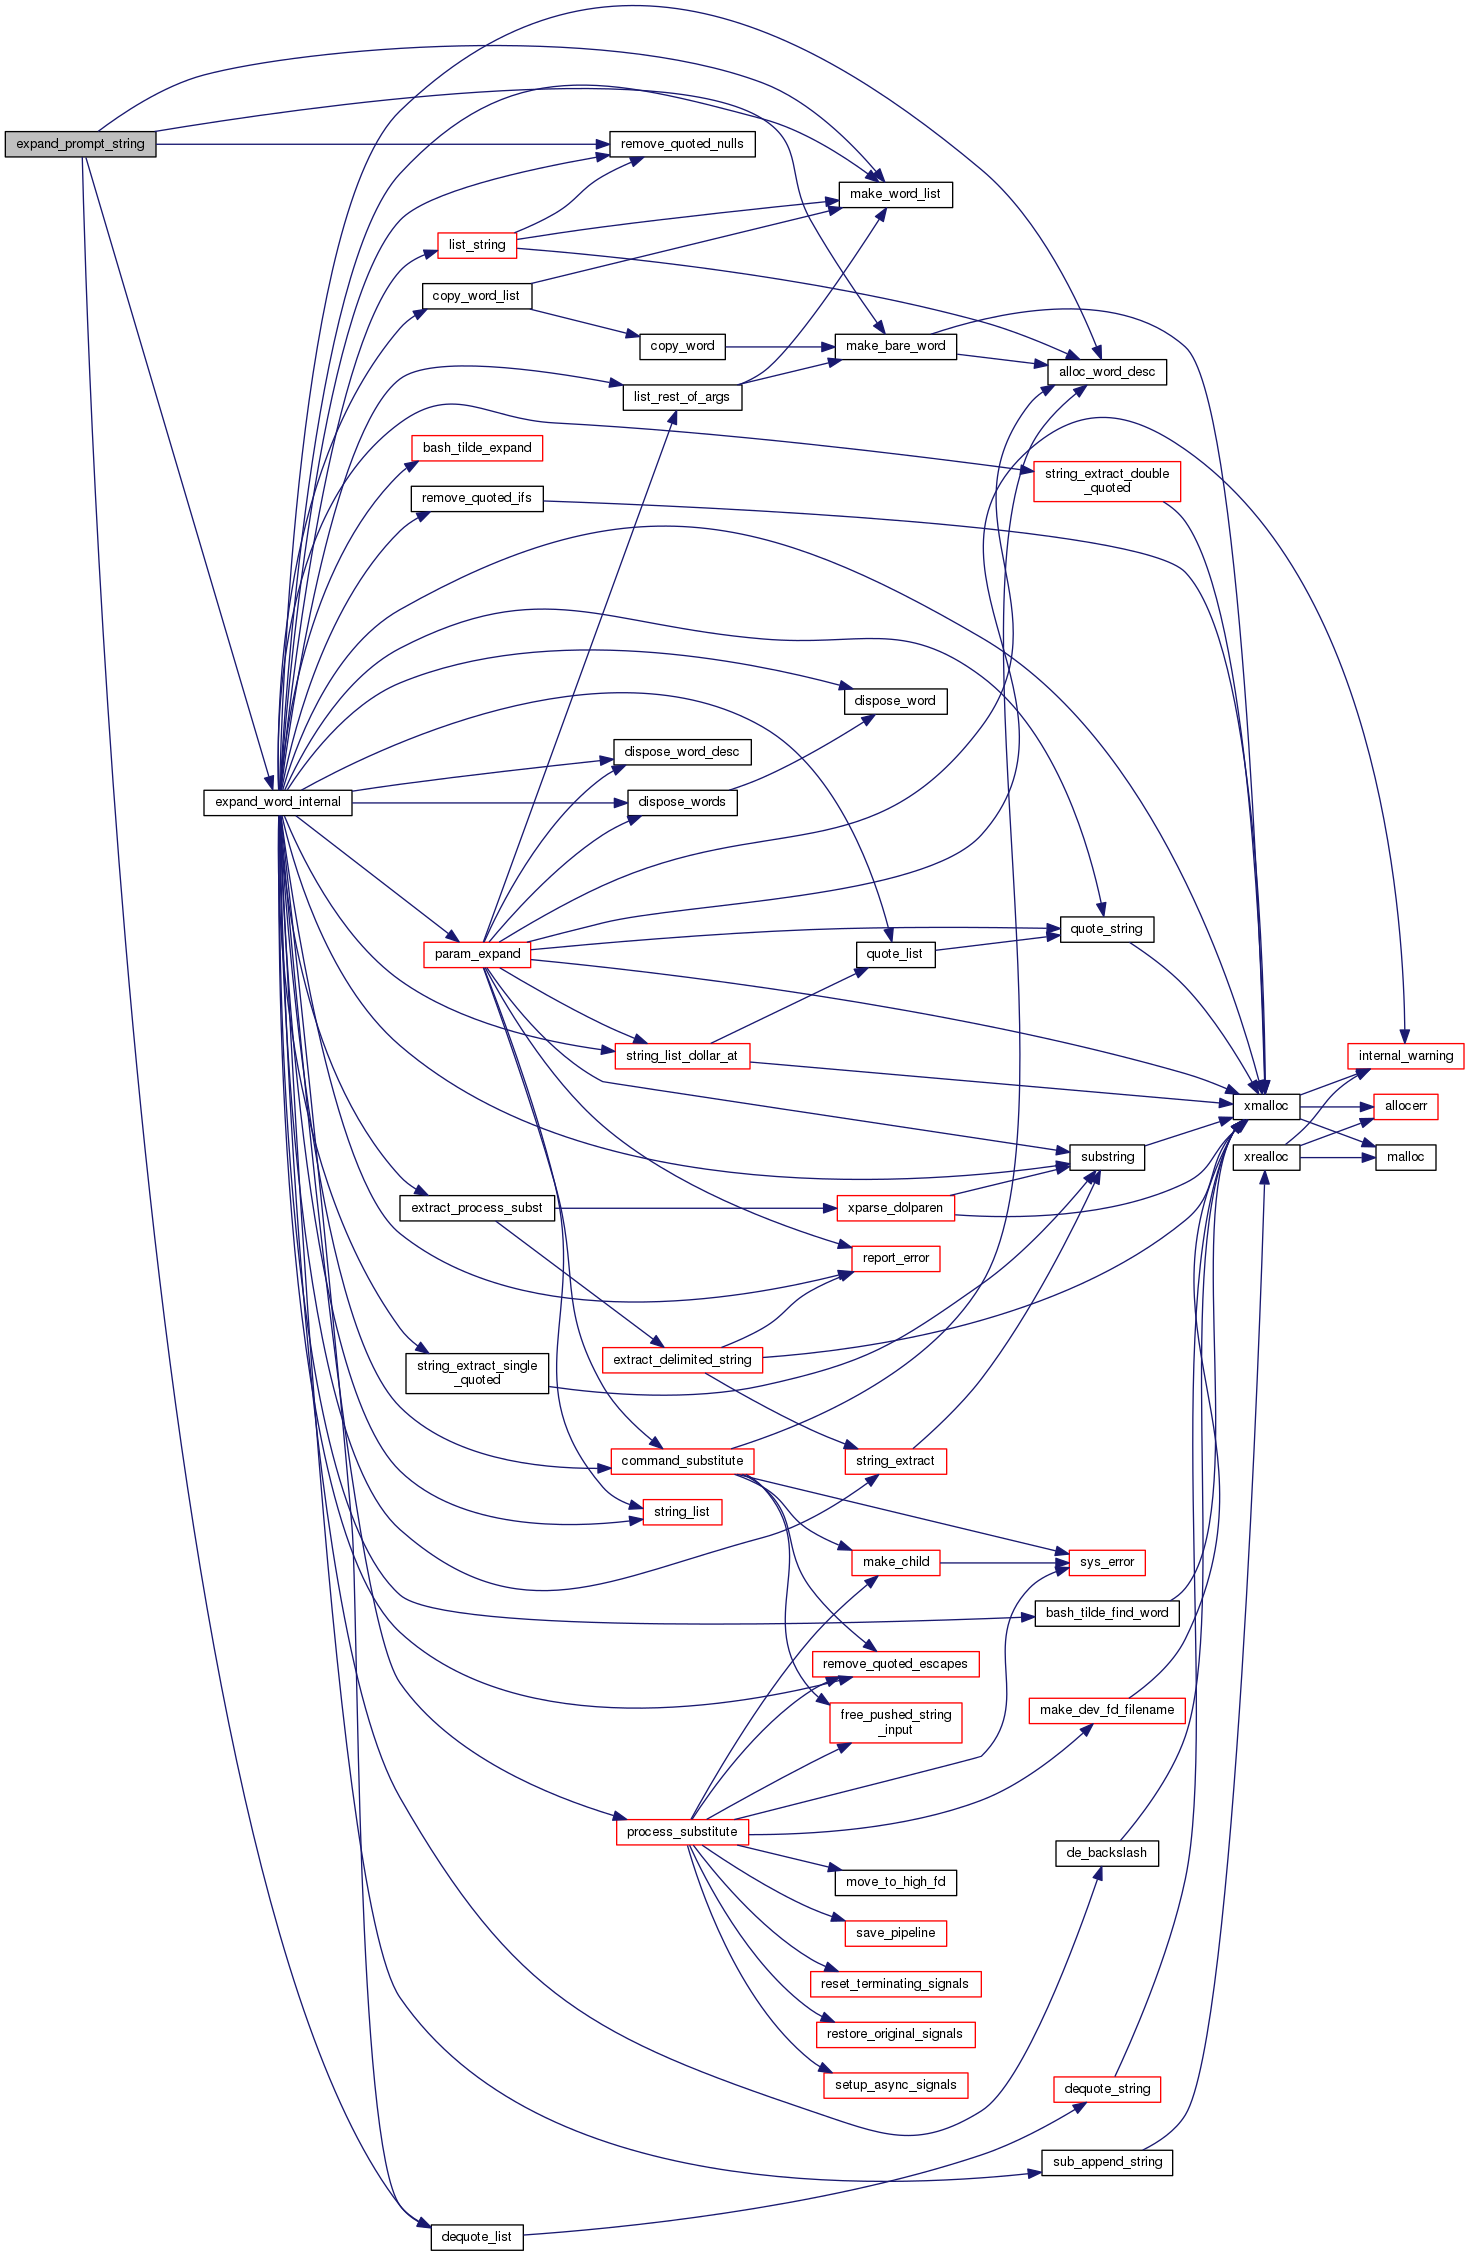 expand_prompt_string
remove_quoted_nulls
make_word_list
list_string
copy_word_list
copy_word
make_bare_word
alloc_word_desc
list_rest_of_args
bash_tilde_expand
string_extract_double
_quoted
remove_quoted_ifs
dispose_word
dispose_word_desc
expand_word_internal
dispose_words
quote_string
param_expand
quote_list
string_list_dollar_at
internal_warning
xmalloc
allocerr
substring
xrealloc
malloc
extract_process_subst
xparse_dolparen
report_error
extract_delimited_string
string_extract_single
_quoted
command_substitute
string_extract
string_list
make_child
sys_error
bash_tilde_find_word
remove_quoted_escapes
free_pushed_string
_input
make_dev_fd_filename
process_substitute
de_backslash
move_to_high_fd
save_pipeline
reset_terminating_signals
restore_original_signals
setup_async_signals
dequote_string
sub_append_string
dequote_list